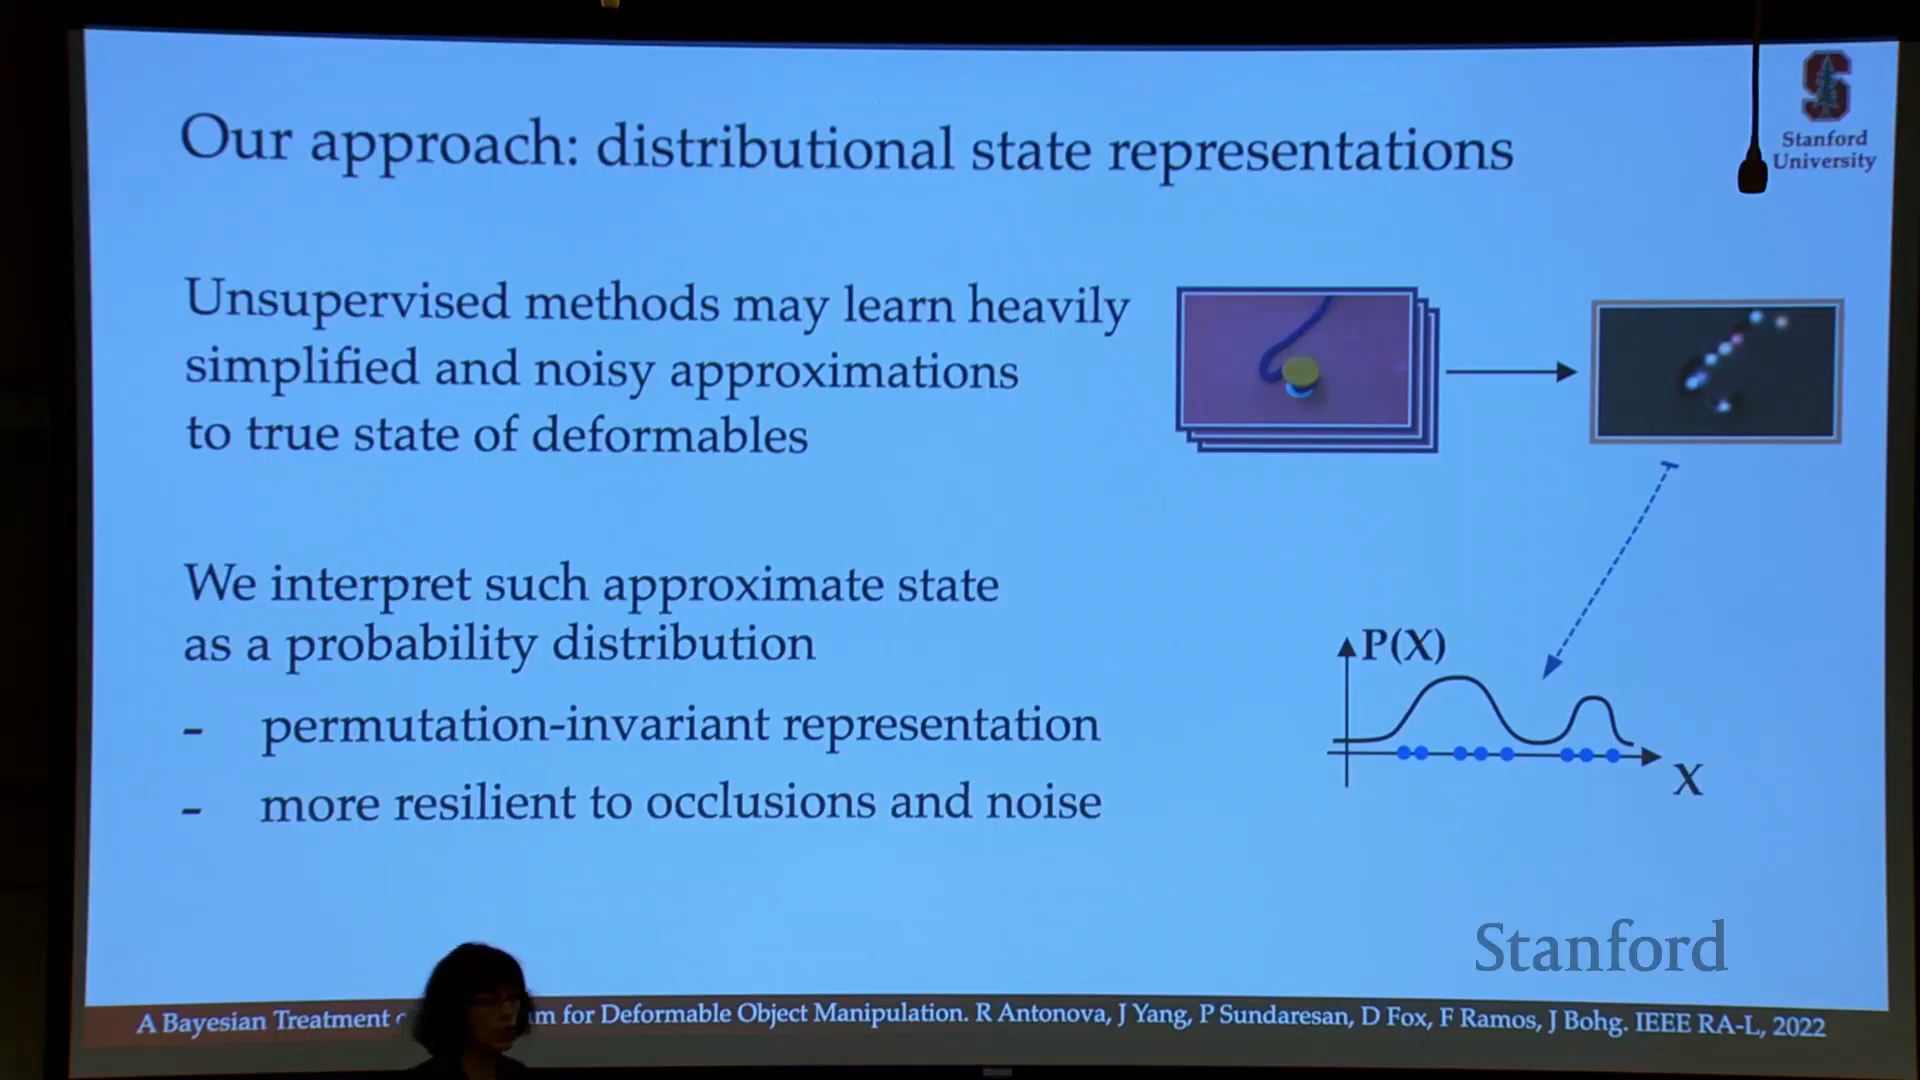 Our approach: distributional state representations
Stanford
University
Unsupervised methods may learn heavily
simplified and noisy approximations
to true state of deformables
We interpret such approximate state
as a probability distribution
- permutation-invariant representation
- more resilient to occlusions and noise
P(X)
X
Stanford
A Bayesian Treatment m for Deformable Object Manipulation. R Antonova, J Yang, P Sundaresan, D Fox, F Ramos, J Bohg. IEEE RA-L, 2022